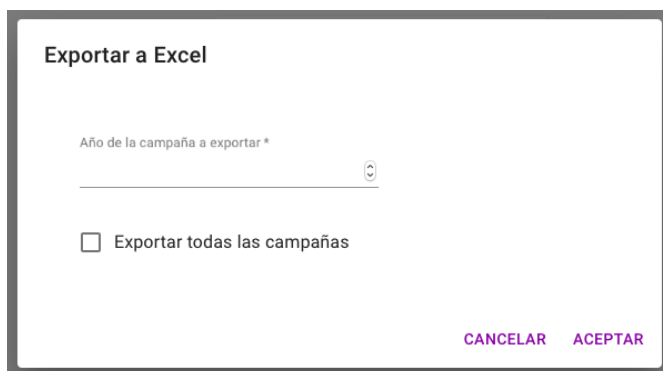 Exportar a Excel
Año de la campaña a exportar *
Exportar todas las campañas
CANCELAR ACEPTAR